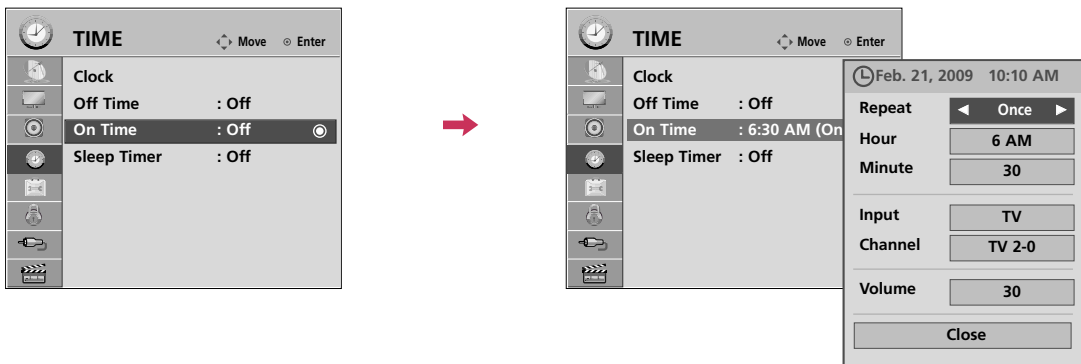 TIME
Move Enter
Clock
Off Time : Off
On Time : Off
Sleep Timer : Off
TIME
Move Enter
Clock
Off Time : Off
On Time : 6:30 AM (On
Sleep Timer : Off
Feb. 21, 2009 10:10 AM
Repeat Once
Hour 6 AM
Minute 30
Input TV
Channel TV 2-0
Volume 30
Close